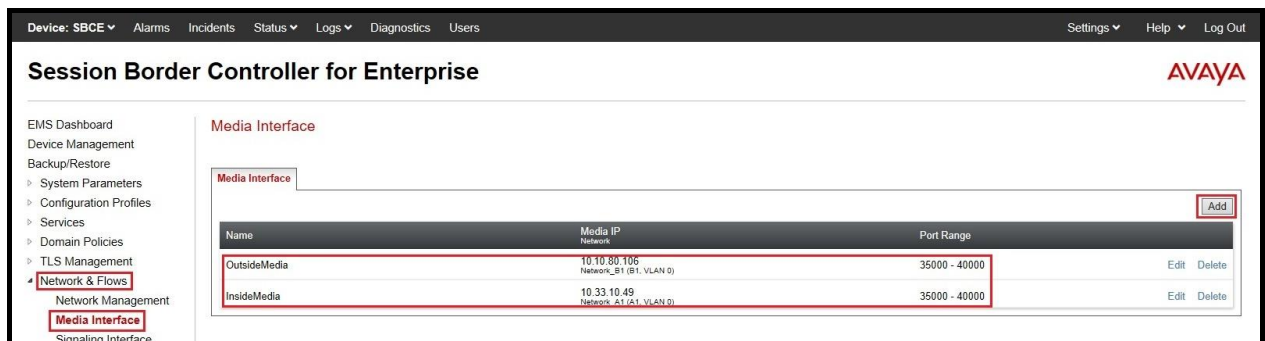 Device: SBCE Alarms Incidents Status Logs Diagnostics Users Settings Help Log Out
Session Border Controller for Enterprise
AVAYA
EMS Dashboard
Device Management
Backup/Restore
System Parameters
Configuration Profiles
Services
Domain Policies
TLS Management
Network & Flows
Network Management
Media Interface
Signaling Interface
Media Interface
Media Interface
Add
Name Media IP Port Range
Network
OutsideMedia 10.10.80.106 35000 - 40000 Edit Delete
Network_B1 (B1, VLAN 0)
InsideMedia 10.33.10.49 35000 - 40000 Edit Delete
Network_A1 (A1, VLAN 0)